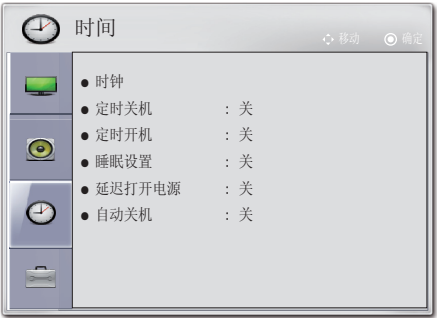 时间
移动 确定
● 时钟
● 定时关机 : 关
● 定时开机 : 关
● 睡眠设置 : 关
● 延迟打开电源 : 关
● 自动关机 : 关